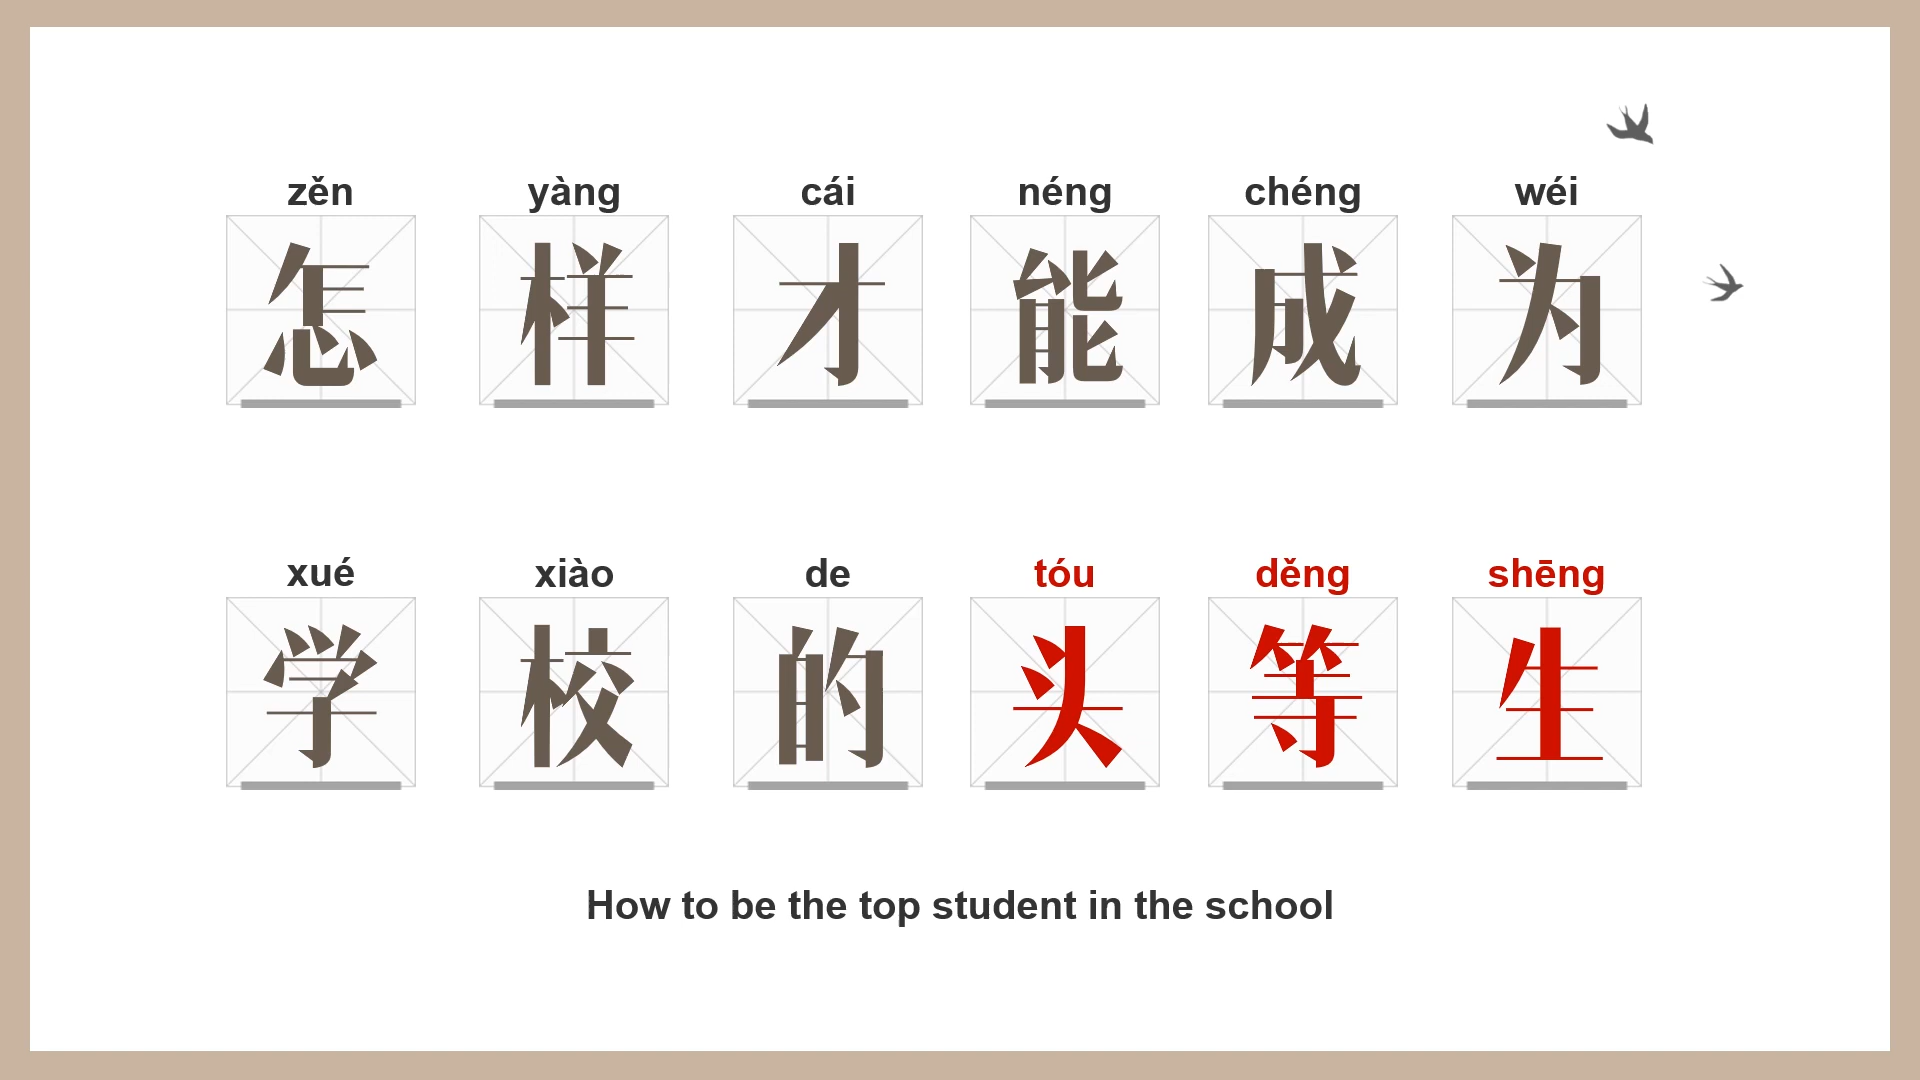 zěn yàng cái néng chéng wéi
怎样才能成为
xué xiào de tóu děng shēng
学校的头等生
How to be the top student in the school